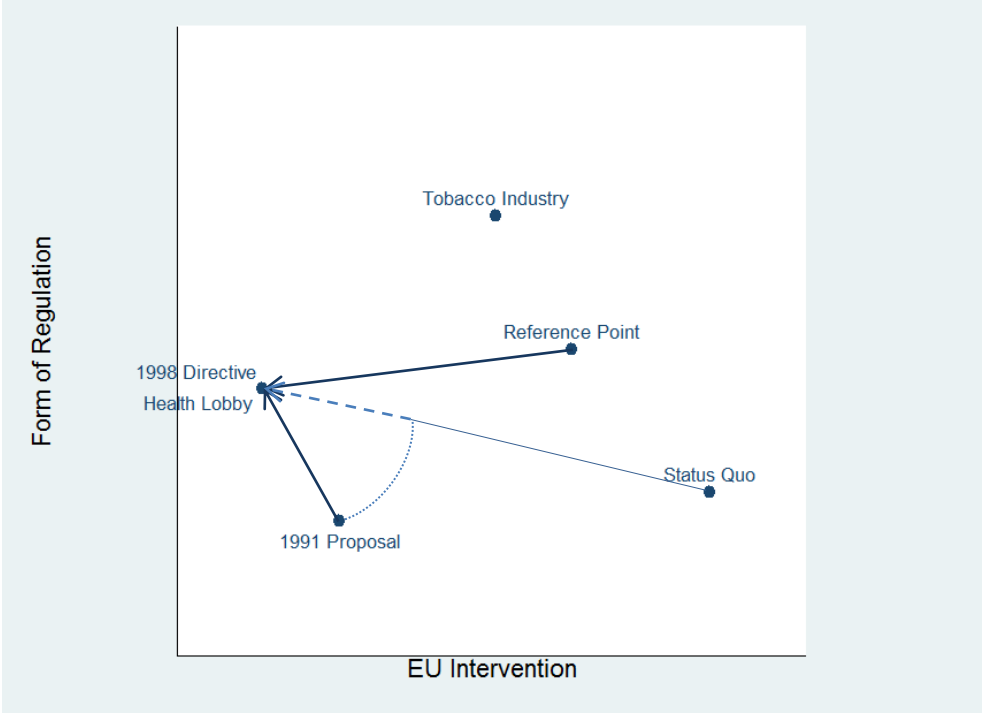 Tobacco Industry
Reference Point
1998 Directive
Health Lobby
Status Quo
1991 Proposal
Form of Regulation
EU Intervention